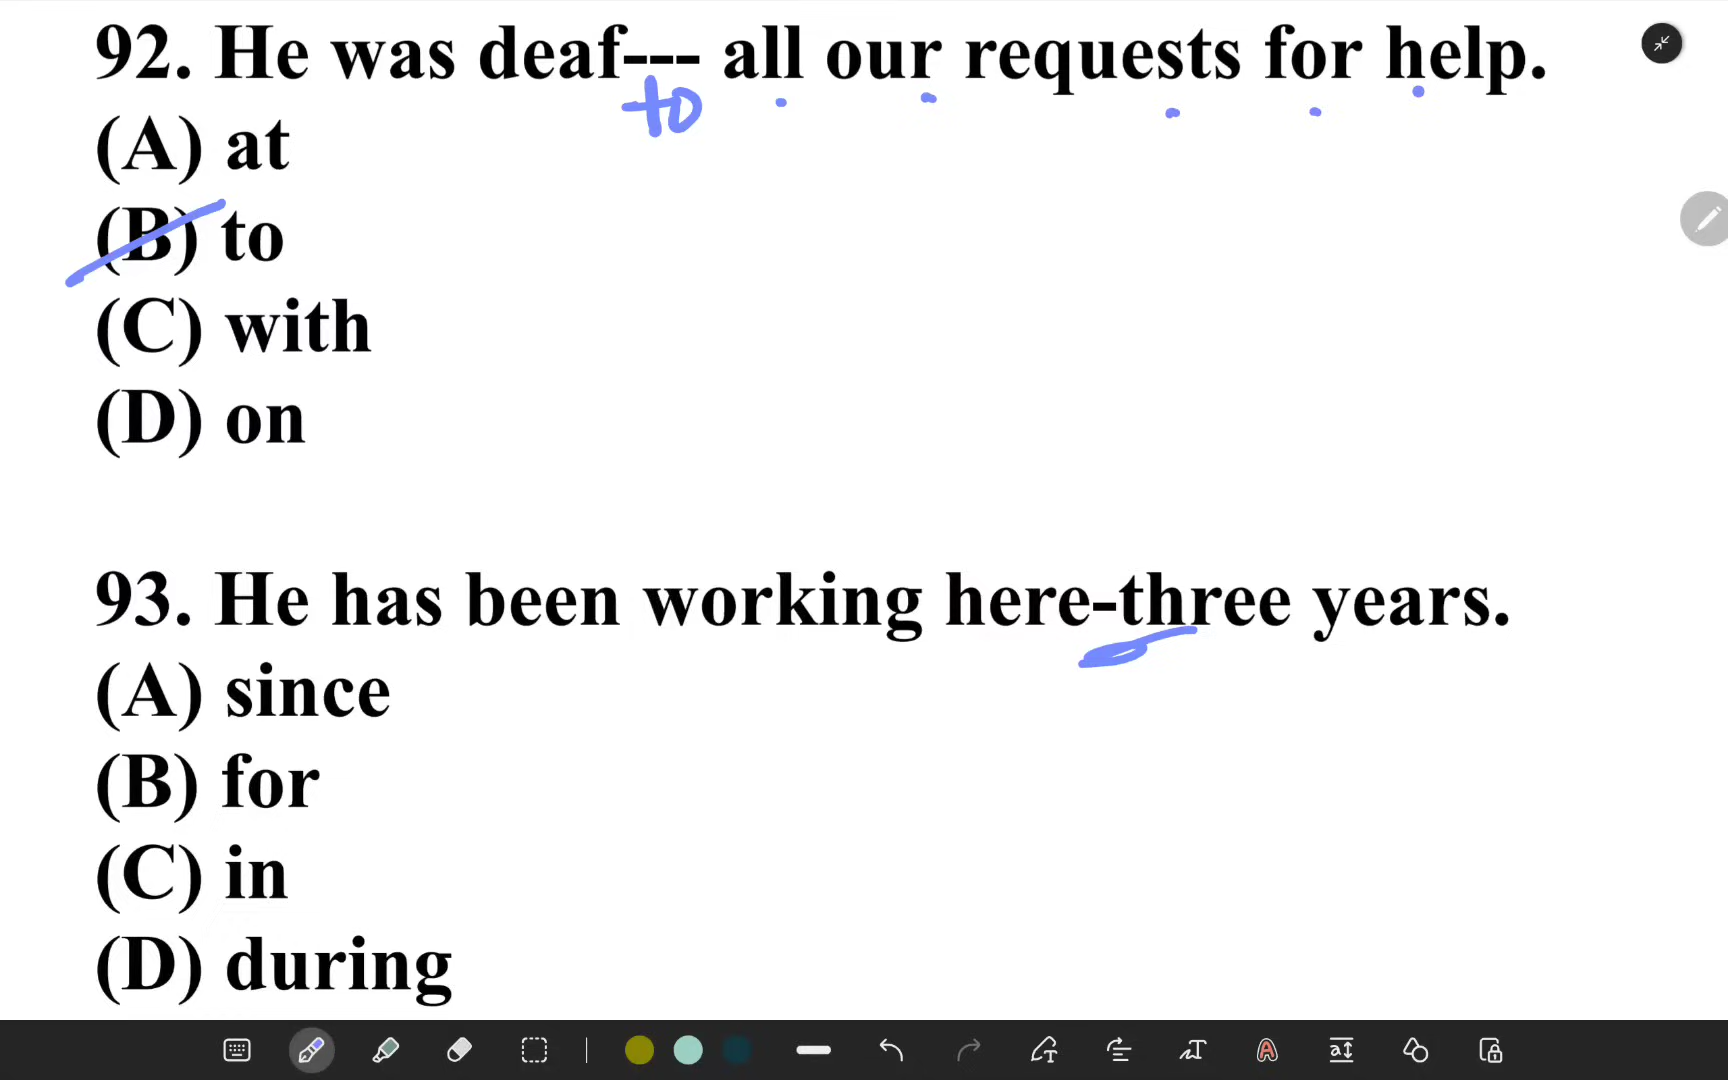 92. He was deaf--- all our requests for help.
to
(A) at
(B) to
(C) with
(D) on
93. He has been working here-three years.
(A) since
(B) for
(C) in
(D) during